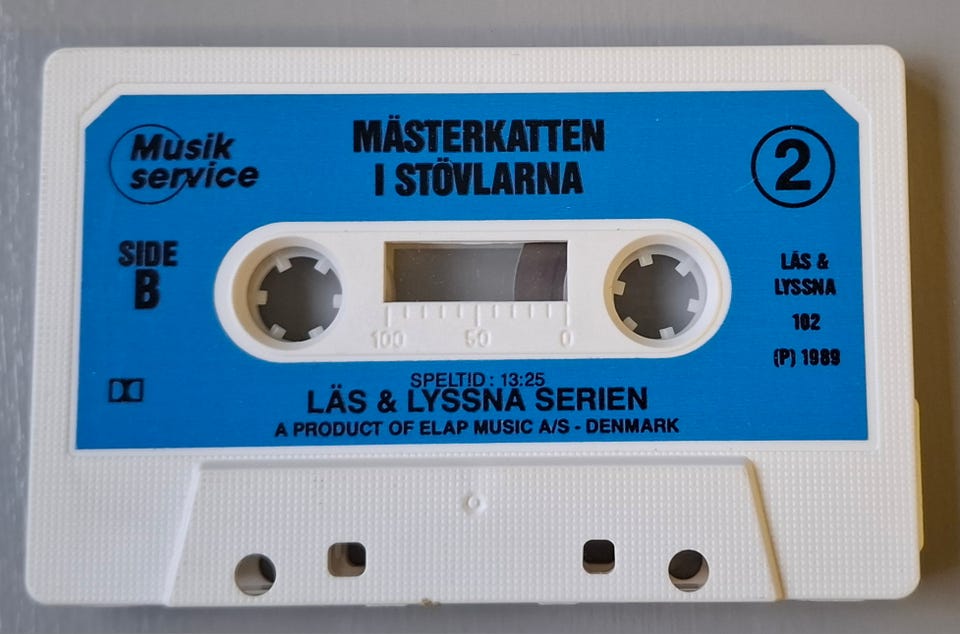 Musik
service
MÄSTERKATTEN
I STÖVLARNA
2
SIDE
B
LÄS &
LYSSNA
102
(P) 1989
100 50 0
SPELTID : 13:25
LÄS & LYSSNA SERIEN
A PRODUCT OF ELAP MUSIC A/S - DENMARK